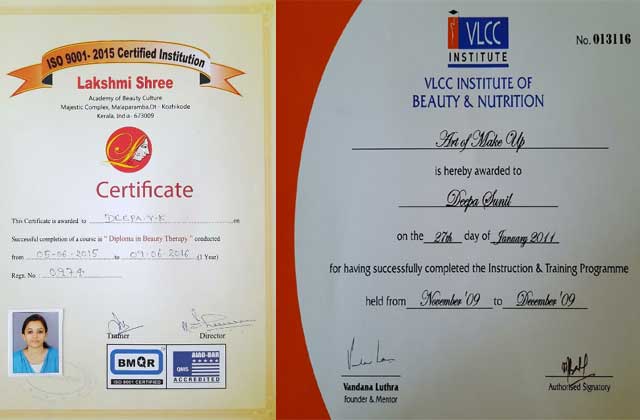 ISO 9001- 2015 Certified Institution
Lakshmi Shree
Academy of Beauty Culture
Majestic Complex, Malaparamba,Ot - Kozhikode
Kerala, India - 673009
Certificate
This Certificate is awarded to DEEPA.V.K on
Successful completion of a course in " Diploma in Beauty Therapy " conducted
from 05-06-2015 to 09-06-2016 (1 Year)
Regn. No : 0974
Trainer Director
BMQR
ISO 9001 CERTIFIED
QMS
ACCREDITED
VLCC
INSTITUTE
No. 013116
VLCC INSTITUTE OF
BEAUTY & NUTRITION
Art of Make Up
is hereby awarded to
Deepa Sunil
on the 27th day of January 2011
for having successfully completed the Instruction & Training Programme
held from November '09 to December '09
Vandana Luthra
Founder & Mentor
Authorised Signatory